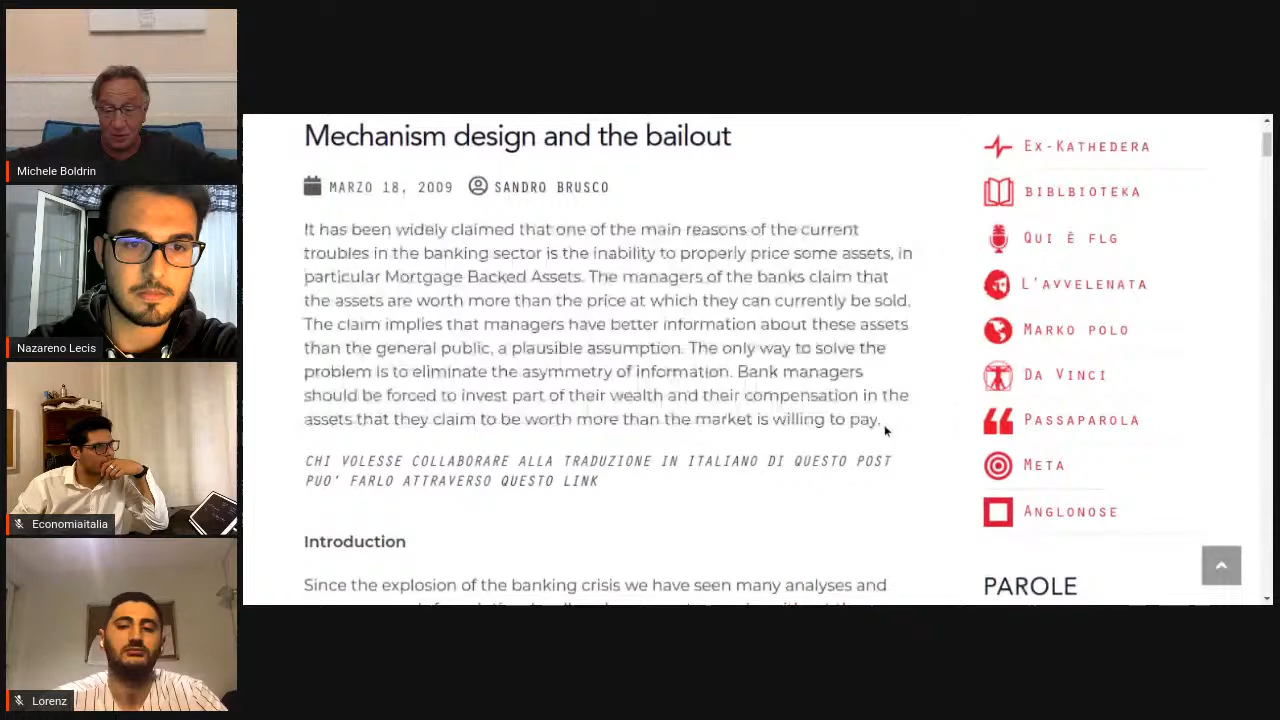 Michele Boldrin
Nazareno Lecis
Economiaitalia
Lorenz
Mechanism design and the bailout
MARZO 18, 2009 SANDRO BRUSCO
It has been widely claimed that one of the main reasons of the current
troubles in the banking sector is the inability to properly price some assets, in
particular Mortgage Backed Assets. The managers of the banks claim that
the assets are worth more than the price at which they can currently be sold.
The claim implies that managers have better information about these assets
than the general public, a plausible assumption. The only way to solve the
problem is to eliminate the asymmetry of information. Bank managers
should be forced to invest part of their wealth and their compensation in the
assets that they claim to be worth more than the market is willing to pay.
CHI VOLESSE COLLABORARE ALLA TRADUZIONE IN ITALIANO DI QUESTO POST
PUO' FARLO ATTRAVERSO QUESTO LINK
Introduction
Since the explosion of the banking crisis we have seen many analyses and
EX-KATHEDERA
BIBLBIOTEKA
QUI È FLG
L'AVVELENATA
MARKO POLO
DA VINCI
PASSAPAROLA
META
ANGLONOSE
PAROLE